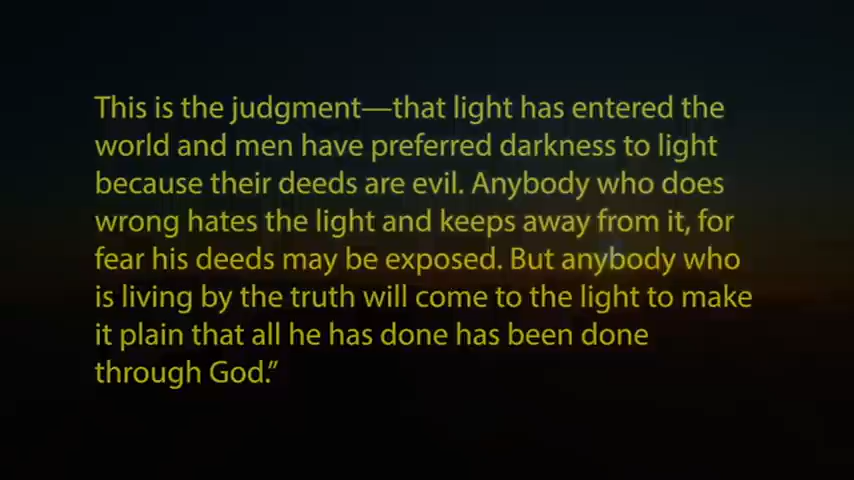 This is the judgment—that light has entered the
world and men have preferred darkness to light
because their deeds are evil. Anybody who does
wrong hates the light and keeps away from it, for
fear his deeds may be exposed. But anybody who
is living by the truth will come to the light to make
it plain that all he has done has been done
through God.”